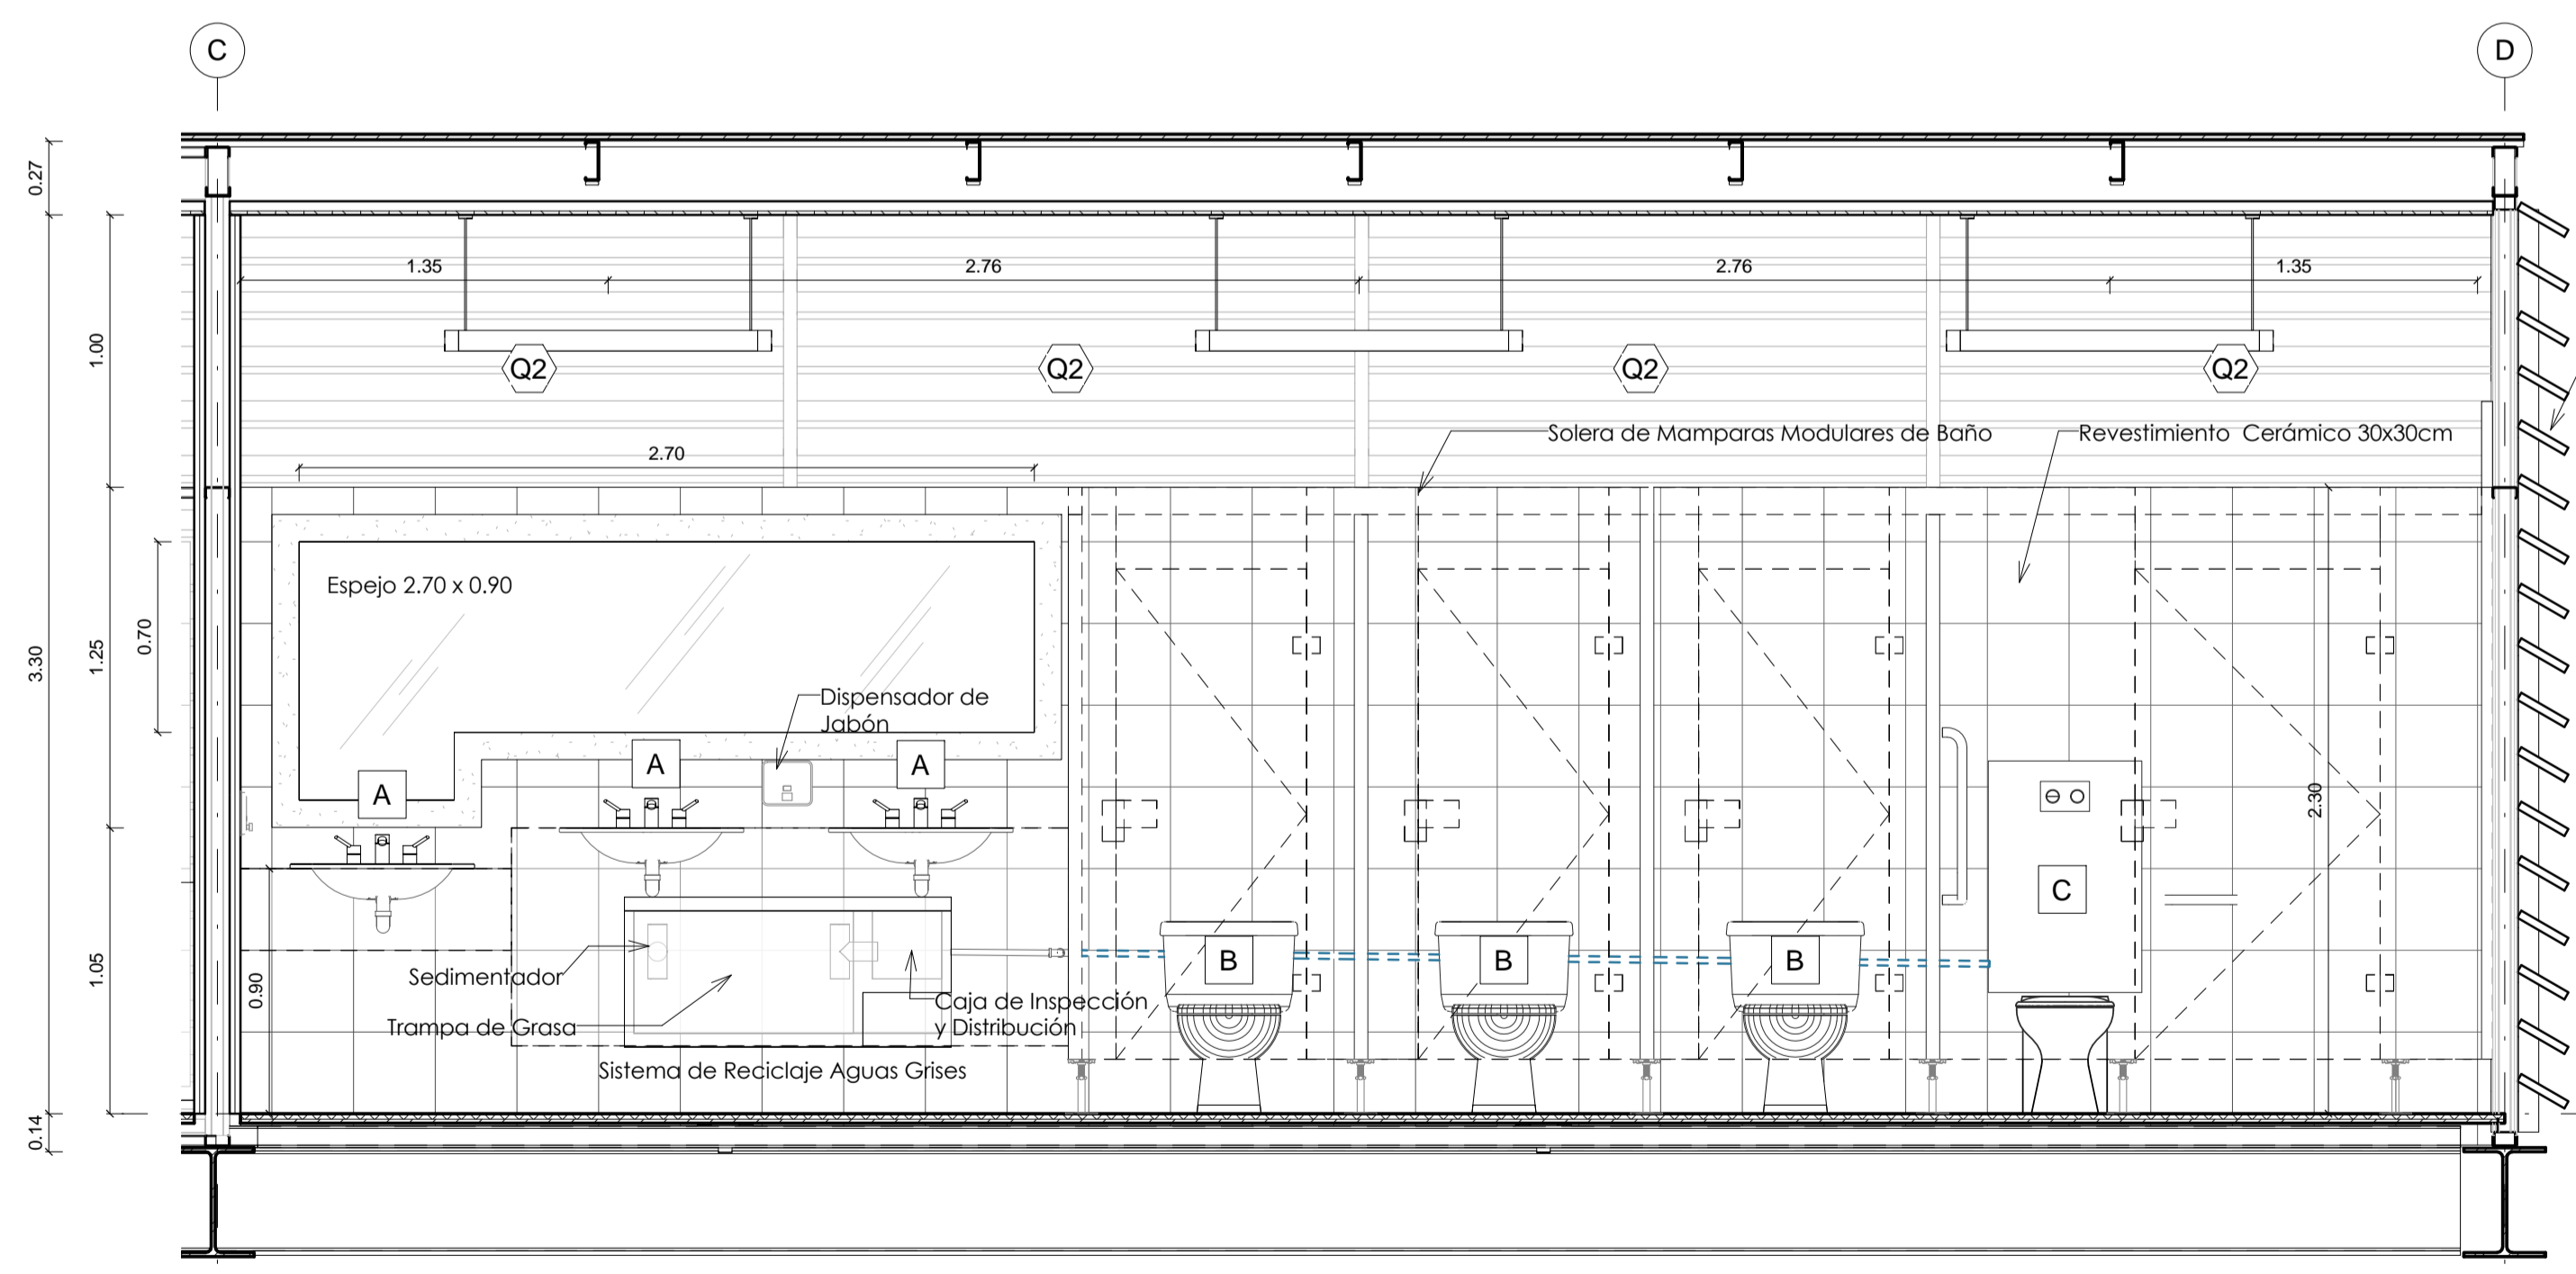 C
D
0.27
1.35
2.76
2.76
1.35
1.00
Q2
Q2
Q2
Q2
Solera de Mamparas Modulares de Baño
Revestimiento Cerámico 30x30cm
2.70
Espejo 2.70 x 0.90
0.70
3.30
1.25
Dispensador de
Jabón
A
A
A
2.30
C
B
B
B
1.05
0.90
Sedimentador
Trampa de Grasa
Caja de Inspección
y Distribución
Sistema de Reciclaje Aguas Grises
0.14